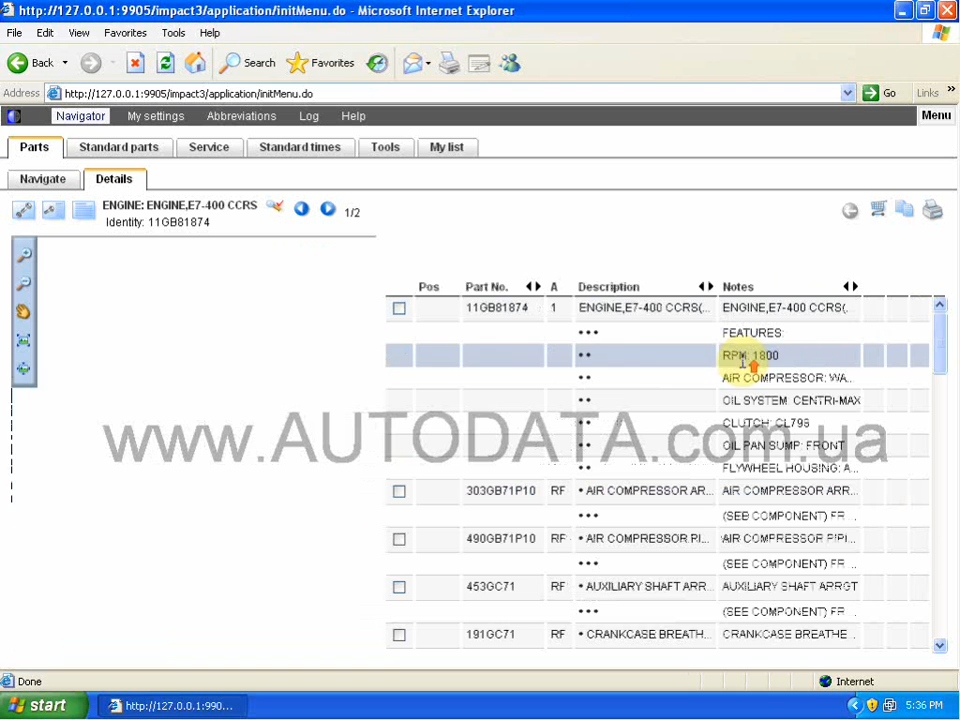 http://127.0.0.1:9905/impact3/application/initMenu.do - Microsoft Internet Explorer
File Edit View Favorites Tools Help
Back Search Favorites
Address http://127.0.0.1:9905/impact3/application/initMenu.do Go Links »
Navigator My settings Abbreviations Log Help Menu
Parts Standard parts Service Standard times Tools My list
Navigate Details
ENGINE: ENGINE,E7-400 CCRS 1/2
Identity: 11GB81874
Pos Part No. A Description Notes
11GB81874 1 ENGINE,E7-400 CCRS(... ENGINE,E7-400 CCRS(...
••• FEATURES:
•• RPM: 1800
•• AIR COMPRESSOR: WA...
•• OIL SYSTEM: CENTRI-MAX
•• CLUTCH: CL798
www.AUTODATA.com.ua
•• OIL PAN SUMP: FRONT
•• FLYWHEEL HOUSING: A...
303GB71P10 RF • AIR COMPRESSOR AR... AIR COMPRESSOR ARR...
••• (SEE COMPONENT) FR ...
490GB71P10 RF • AIR COMPRESSOR PI... AIR COMPRESSOR PIPI...
••• (SEE COMPONENT) FR ...
453GC71 RF • AUXILIARY SHAFT ARR... AUXILIARY SHAFT ARRGT
••• (SEE COMPONENT) FR ...
191GC71 RF • CRANKCASE BREATH... CRANKCASE BREATHE...
Done Internet
start http://127.0.0.1:990... 5:36 PM